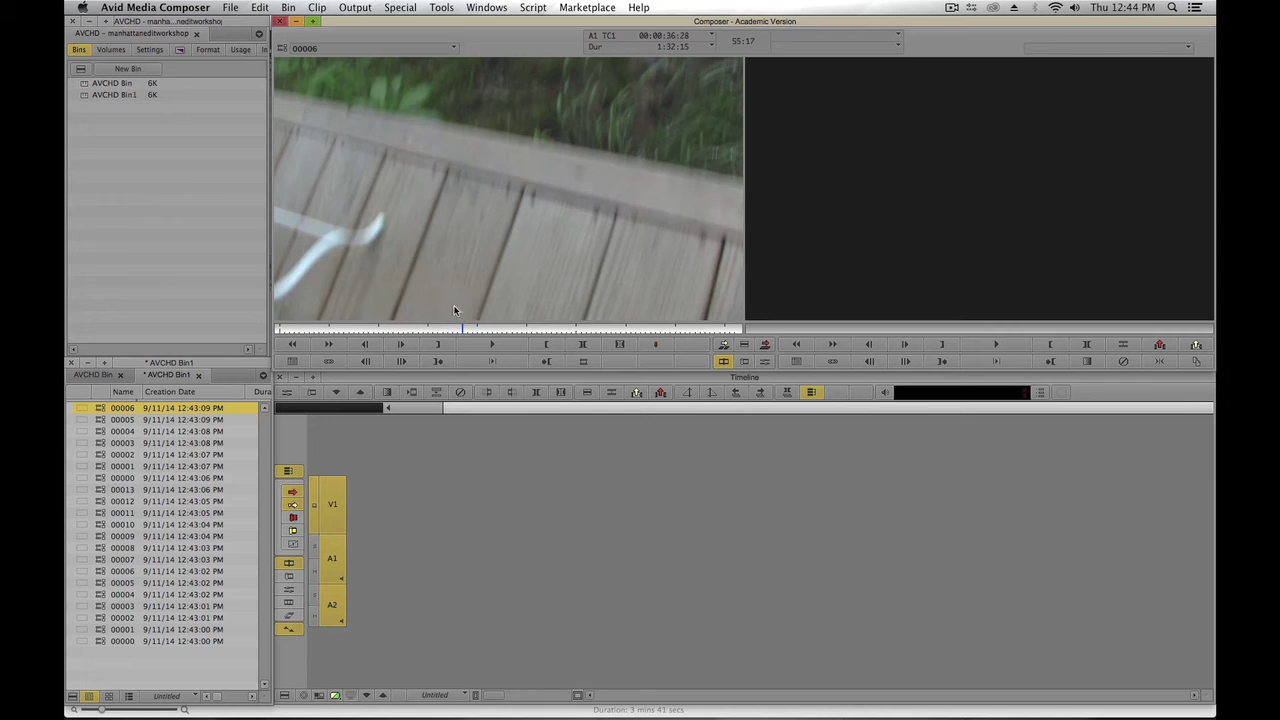 Avid Media Composer File Edit Bin Clip Output Special Tools Windows Script Marketplace Help Thu 12:44 PM
AVCHD - manha...neditworkshop
Composer - Academic Version
AVCHD - manhattaneditworkshop
A1 TC1 00:00:36:28
Dur 1:32:15
55:17
00006
Bins Volumes Settings Format Usage In
New Bin
AVCHD Bin 6K
AVCHD Bin1 6K
* AVCHD Bin1
AVCHD Bin * AVCHD Bin1
Timeline
Name Creation Date Dura
00006 9/11/14 12:43:09 PM
00005 9/11/14 12:43:09 PM
00004 9/11/14 12:43:08 PM
00003 9/11/14 12:43:08 PM
00002 9/11/14 12:43:07 PM
00001 9/11/14 12:43:07 PM
00000 9/11/14 12:43:06 PM
00013 9/11/14 12:43:06 PM
00012 9/11/14 12:43:05 PM
00011 9/11/14 12:43:05 PM
00010 9/11/14 12:43:04 PM
00009 9/11/14 12:43:04 PM
00008 9/11/14 12:43:03 PM
00007 9/11/14 12:43:03 PM
00006 9/11/14 12:43:02 PM
00005 9/11/14 12:43:02 PM
00004 9/11/14 12:43:02 PM
00003 9/11/14 12:43:01 PM
00002 9/11/14 12:43:01 PM
00001 9/11/14 12:43:00 PM
00000 9/11/14 12:43:00 PM
V1
A1
A2
Untitled
Untitled
Duration: 3 mins 41 secs